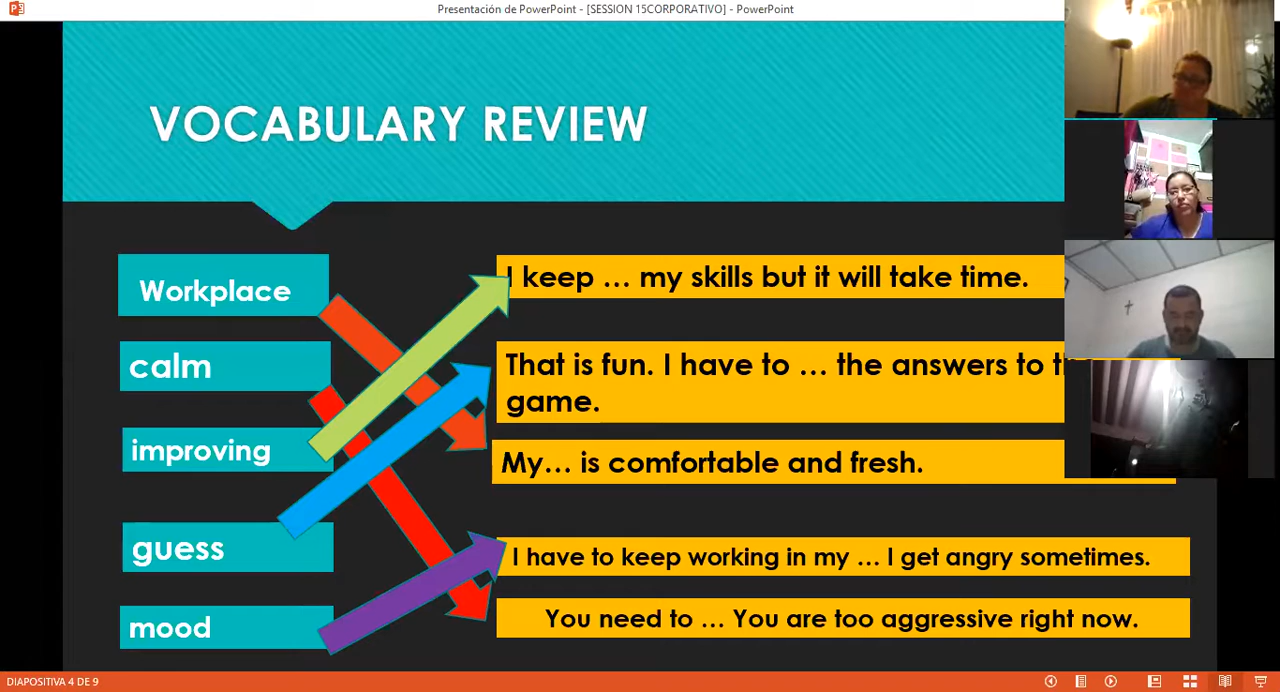 Presentación de PowerPoint - [SESSION 15CORPORATIVO] - PowerPoint
VOCABULARY REVIEW
Workplace
calm
improving
guess
mood
I keep … my skills but it will take time.
That is fun. I have to … the answers to
game.
My… is comfortable and fresh.
I have to keep working in my … I get angry sometimes.
You need to … You are too aggressive right now.
DIAPOSITIVA 4 DE 9